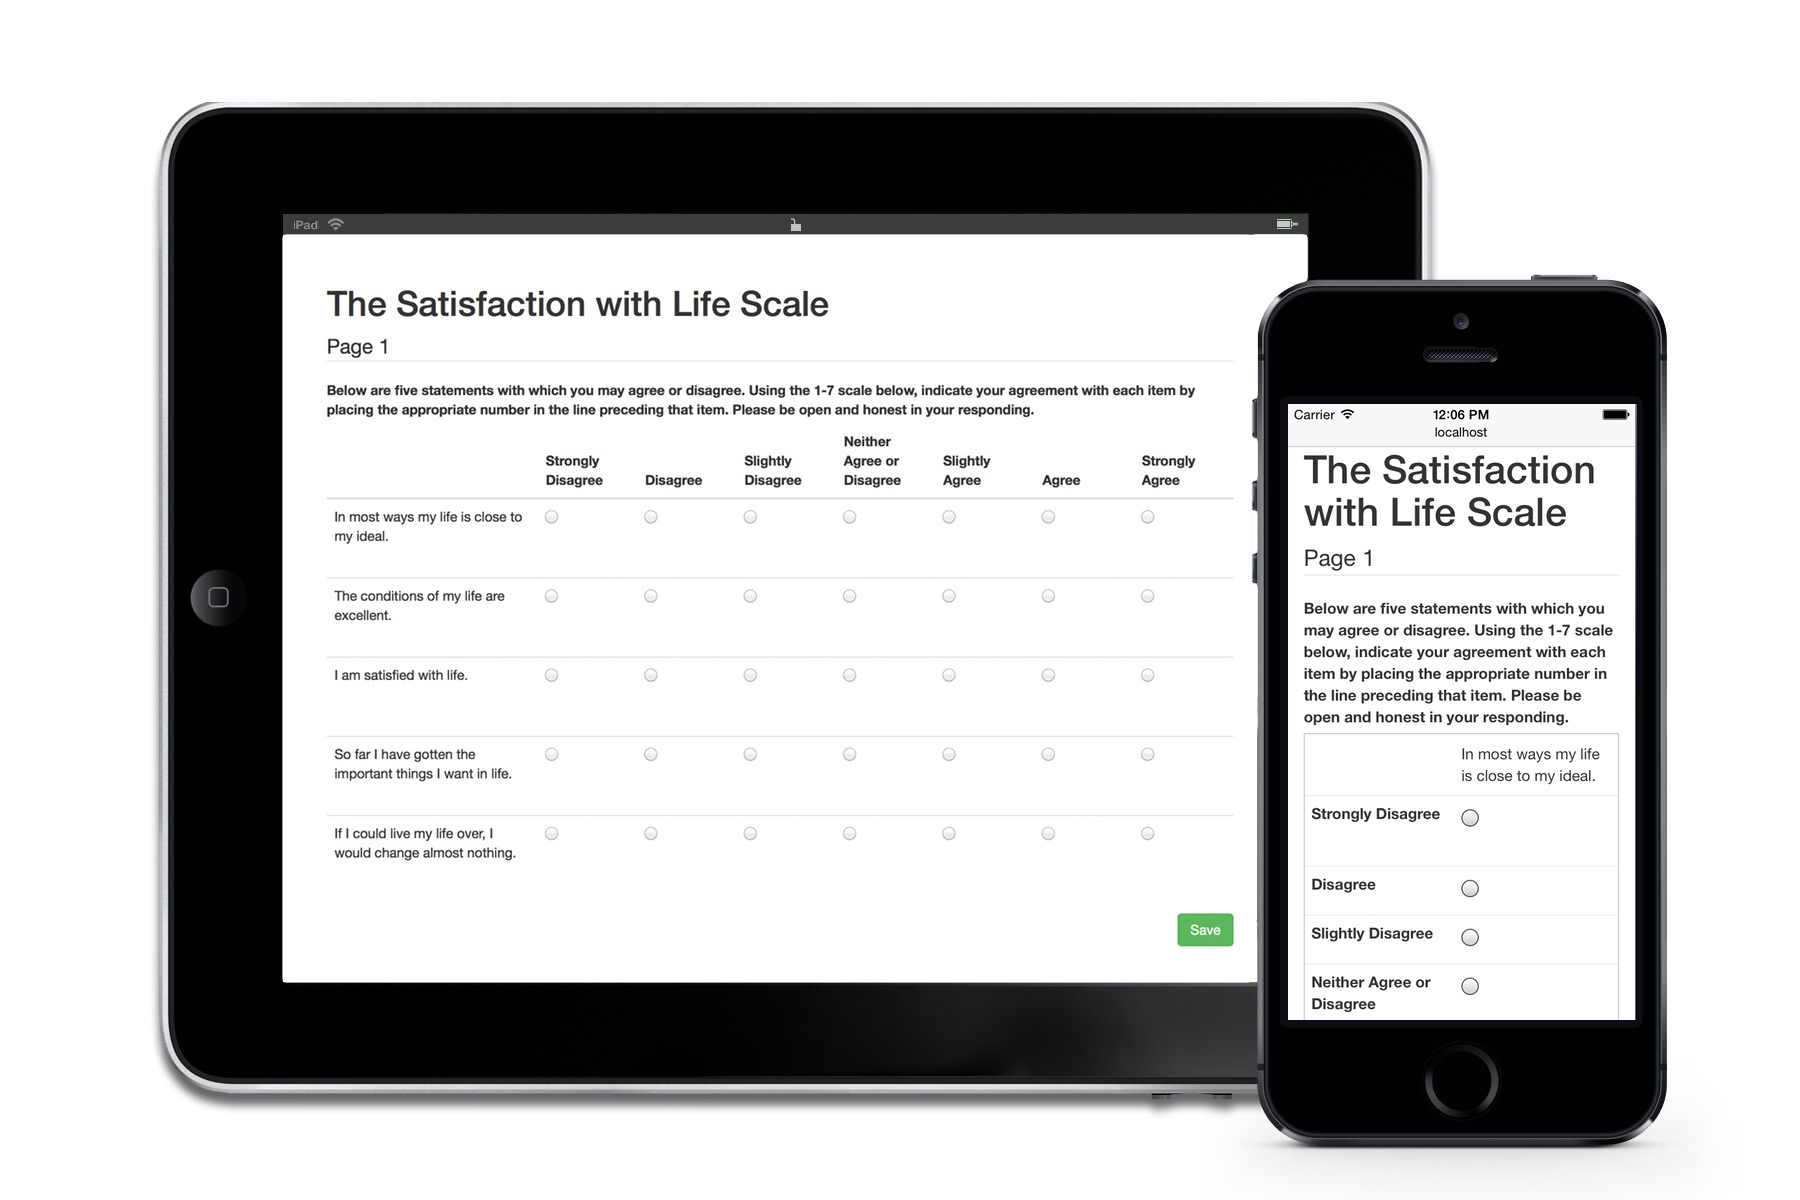 iPad
The Satisfaction with Life Scale
Page 1
Below are five statements with which you may agree or disagree. Using the 1-7 scale below, indicate your agreement with each item by
placing the appropriate number in the line preceding that item. Please be open and honest in your responding.
Strongly Disagree
Disagree
Slightly Disagree
Neither Agree or Disagree
Slightly Agree
Agree
Strongly Agree
In most ways my life is close to
my ideal.
The conditions of my life are
excellent.
I am satisfied with life.
So far I have gotten the
important things I want in life.
If I could live my life over, I
would change almost nothing.
Save
Carrier 12:06 PM
localhost
The Satisfaction
with Life Scale
Page 1
Below are five statements with which you
may agree or disagree. Using the 1-7 scale
below, indicate your agreement with each
item by placing the appropriate number in
the line preceding that item. Please be
open and honest in your responding.
In most ways my life
is close to my ideal.
Strongly Disagree
Disagree
Slightly Disagree
Neither Agree or
Disagree